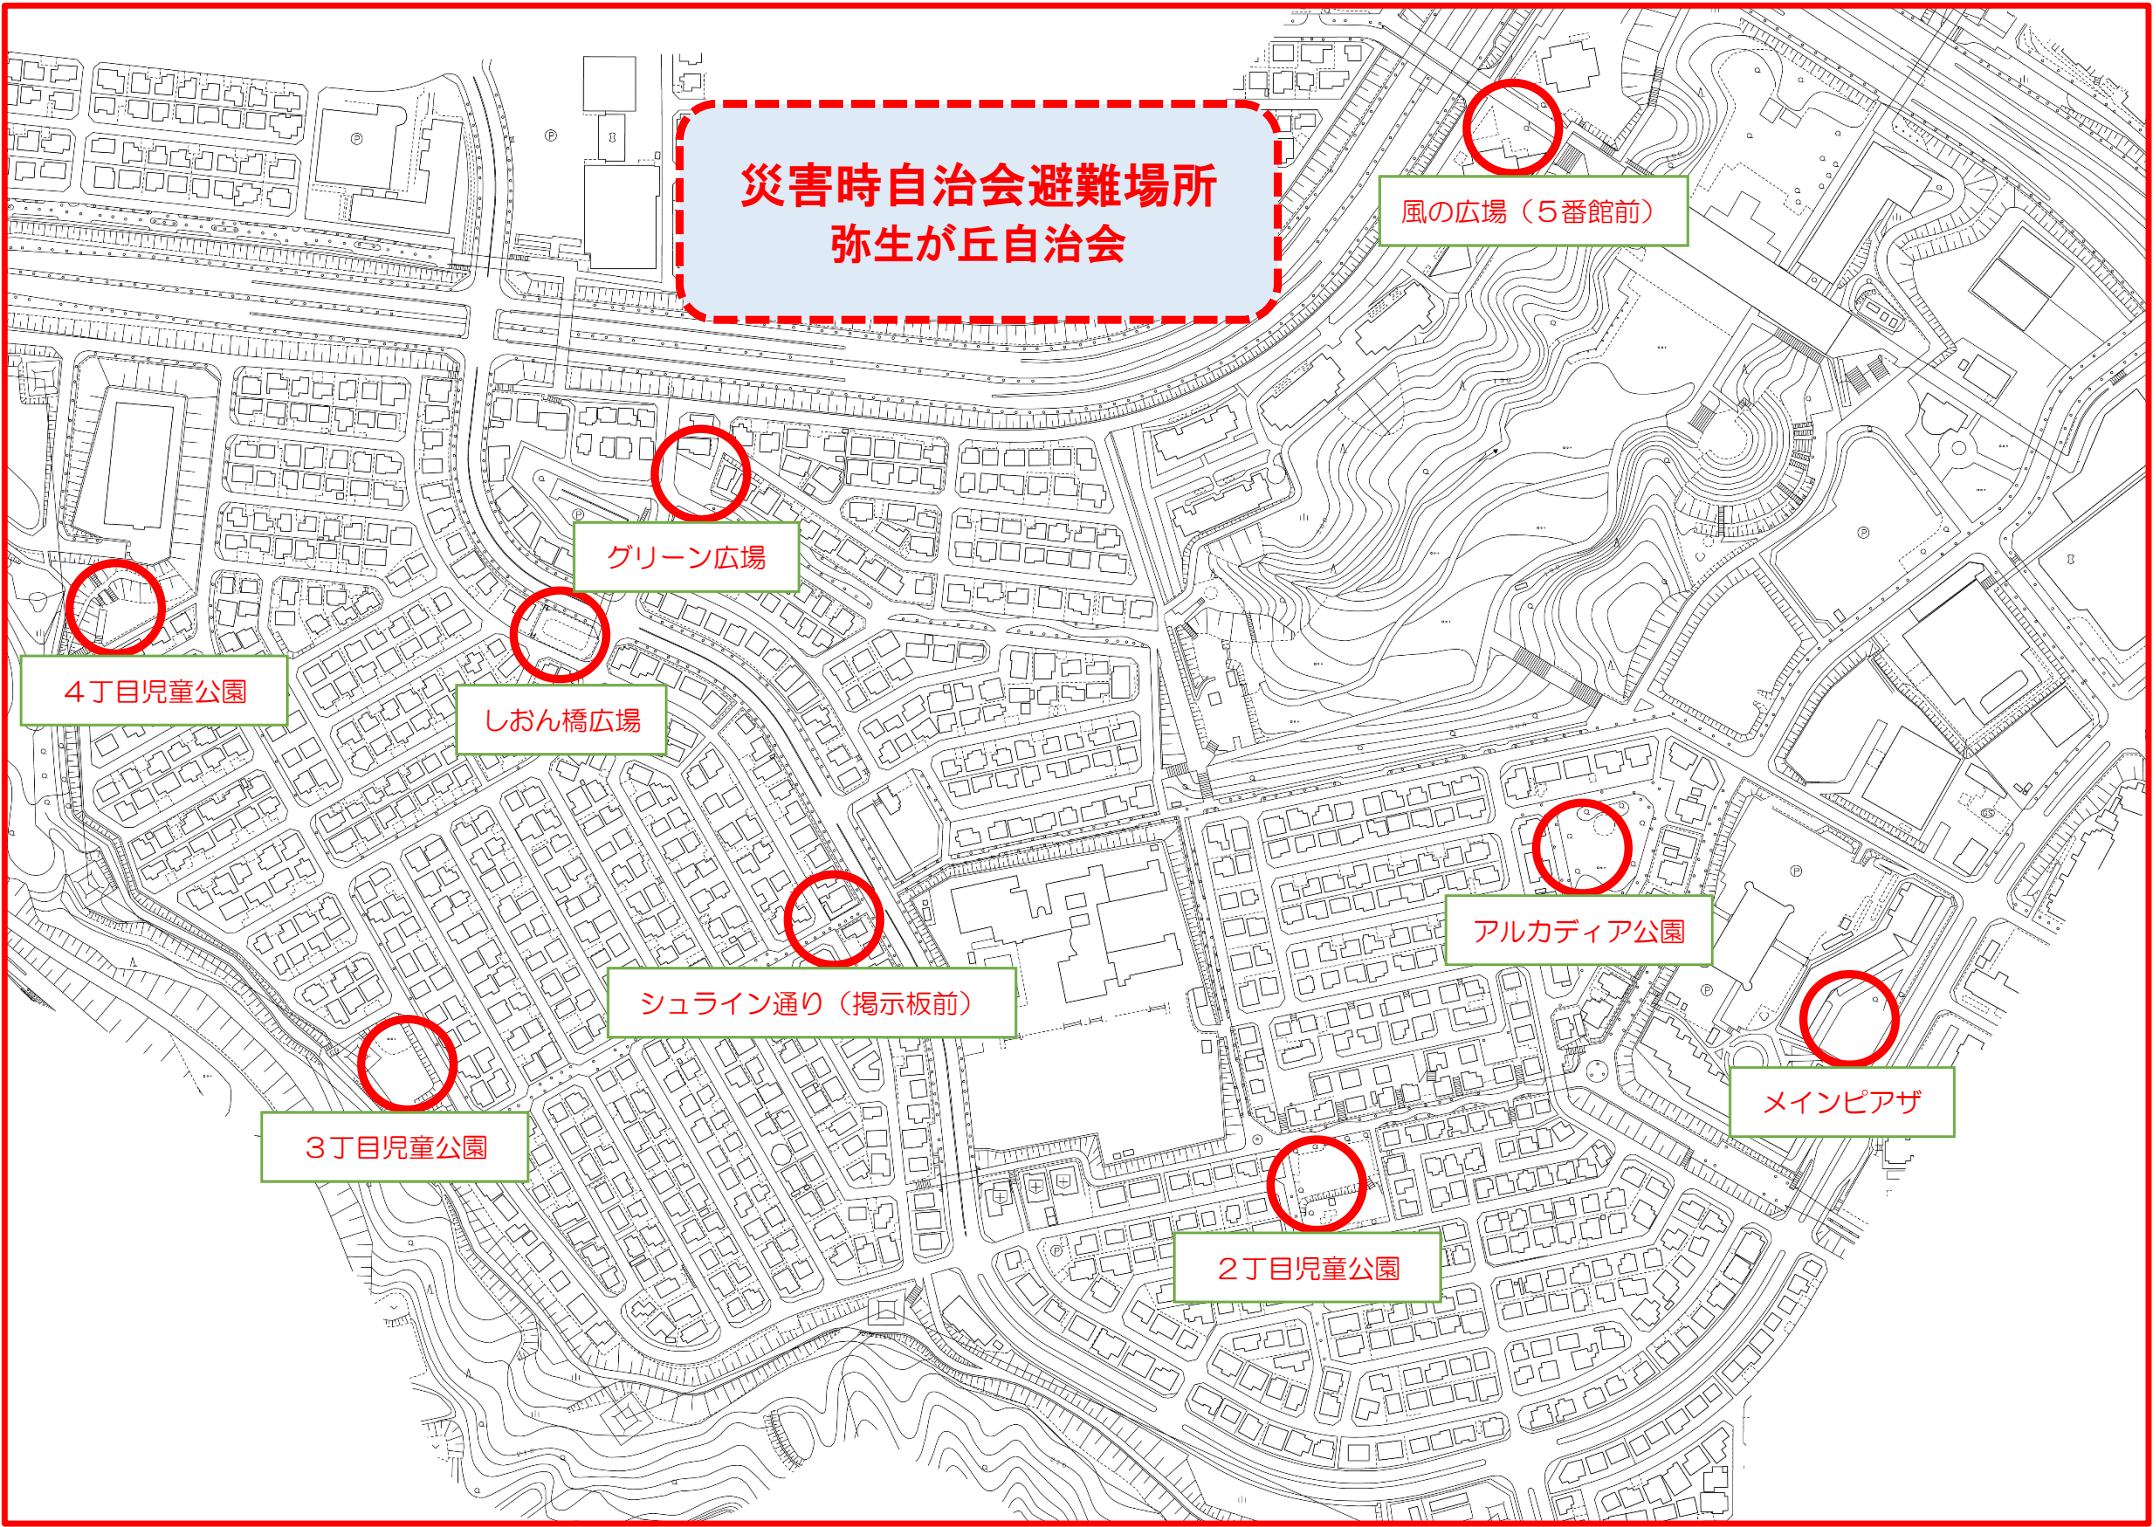 災害時自治会避難場所
弥生が丘自治会
風の広場（５番館前）
グリーン広場
４丁目児童公園
しおん橋広場
アルカディア公園
シュライン通り（掲示板前）
メインピアザ
３丁目児童公園
２丁目児童公園